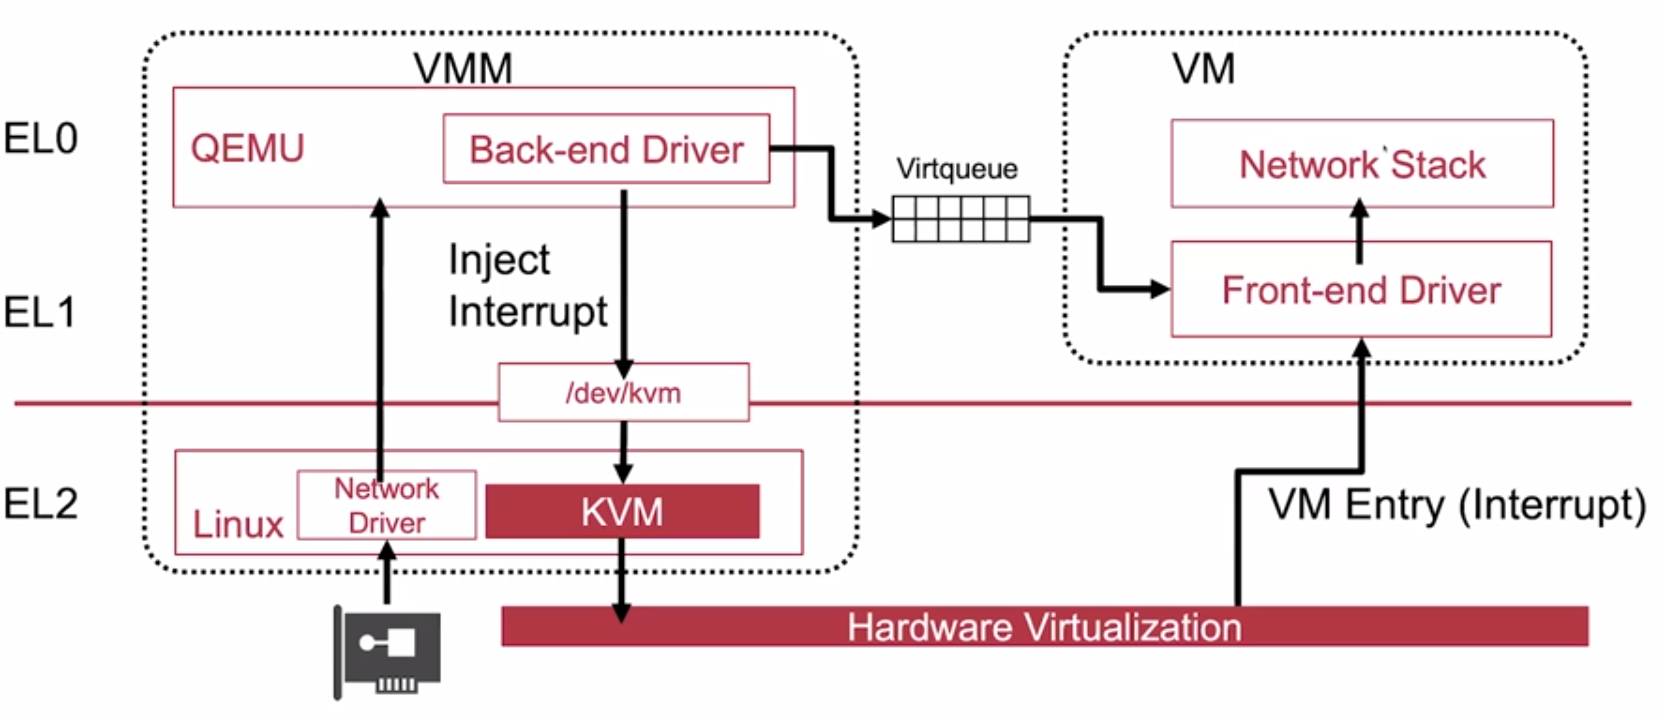 VMM
VM
EL0
QEMU
Back-end Driver
Virtqueue
Network Stack
Inject
Interrupt
EL1
Front-end Driver
/dev/kvm
EL2
Linux
Network
Driver
KVM
VM Entry (Interrupt)
Hardware Virtualization